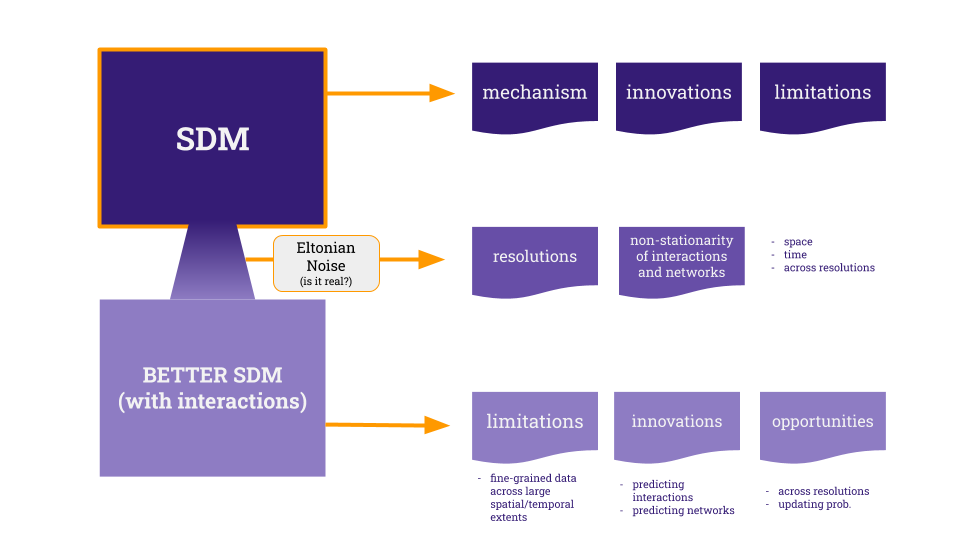 SDM
mechanism
innovations
limitations
Eltonian
Noise
(is it real?)
resolutions
non-stationarity
of interactions
and networks
- space
- time
- across resolutions
BETTER SDM
(with interactions)
limitations
- fine-grained data
across large
spatial/temporal
extents
innovations
- predicting
interactions
- predicting networks
opportunities
- across resolutions
- updating prob.